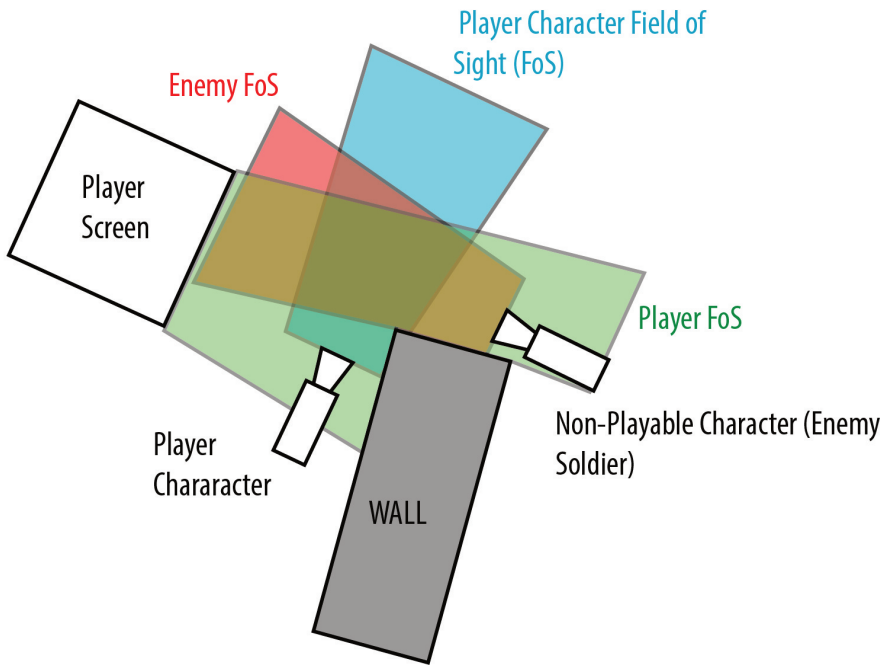 Player Character Field of
Sight (FoS)
Enemy FoS
Player
Screen
Player FoS
Non-Playable Character (Enemy
Soldier)
Player
Chararacter
WALL